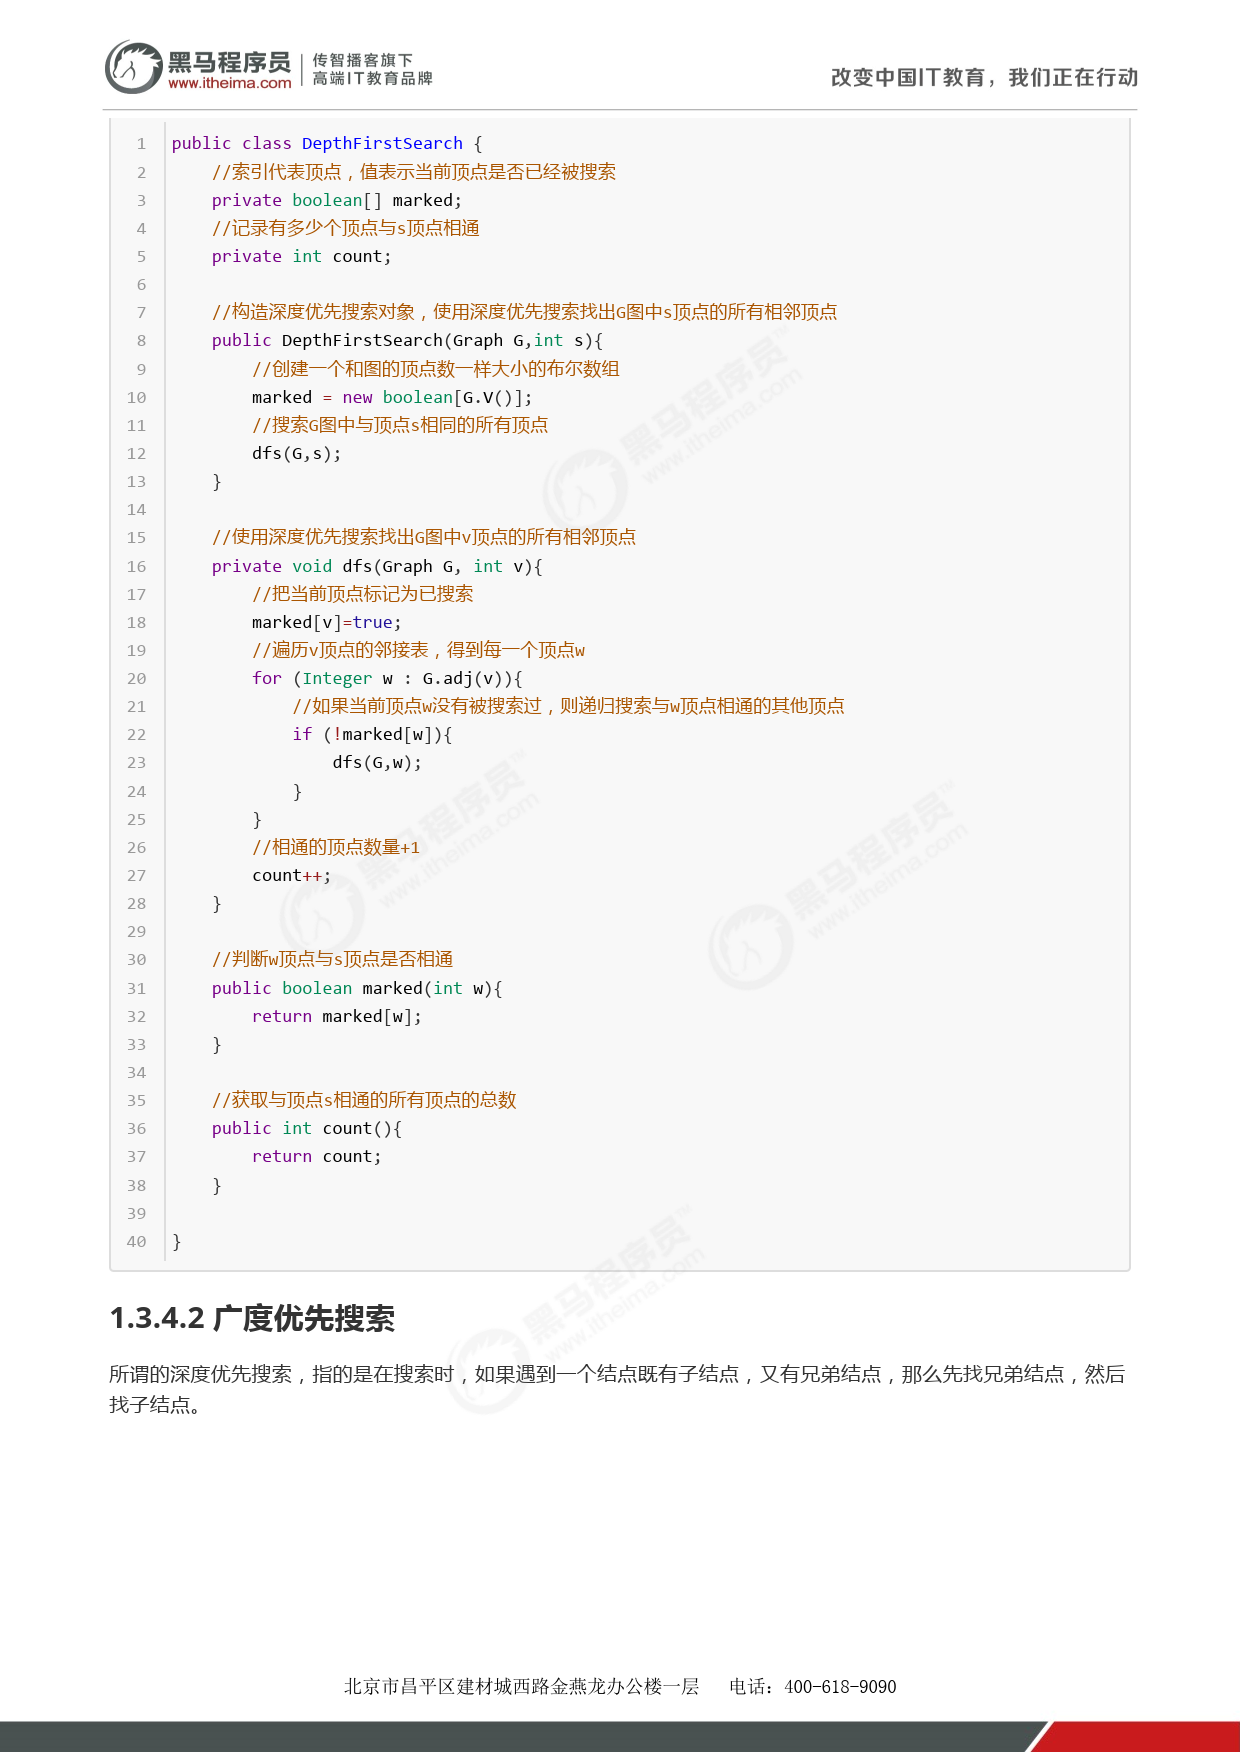 黑马程序员 传智播客旗下
www.itheima.com 高端IT教育品牌
改变中国IT教育，我们正在行动
1 public class DepthFirstSearch {
2     //索引代表顶点，值表示当前顶点是否已经被搜索
3     private boolean[] marked;
4     //记录有多少个顶点与s顶点相通
5     private int count;
6
7     //构造深度优先搜索对象，使用深度优先搜索找出G图中s顶点的所有相邻顶点
8     public DepthFirstSearch(Graph G,int s){
9         //创建一个和图的顶点数一样大小的布尔数组
10         marked = new boolean[G.V()];
11         //搜索G图中与顶点s相同的所有顶点
12         dfs(G,s);
13     }
14
15     //使用深度优先搜索找出G图中v顶点的所有相邻顶点
16     private void dfs(Graph G, int v){
17         //把当前顶点标记为已搜索
18         marked[v]=true;
19         //遍历v顶点的邻接表，得到每一个顶点w
20         for (Integer w : G.adj(v)){
21             //如果当前顶点w没有被搜索过，则递归搜索与w顶点相通的其他顶点
22             if (!marked[w]){
23                 dfs(G,w);
24             }
25         }
26         //相通的顶点数量+1
27         count++;
28     }
29
30     //判断w顶点与s顶点是否相通
31     public boolean marked(int w){
32         return marked[w];
33     }
34
35     //获取与顶点s相通的所有顶点的总数
36     public int count(){
37         return count;
38     }
39
40 }
1.3.4.2 广度优先搜索
所谓的深度优先搜索，指的是在搜索时，如果遇到一个结点既有子结点，又有兄弟结点，那么先找兄弟结点，然后
找子结点。
北京市昌平区建材城西路金燕龙办公楼一层 电话：400-618-9090